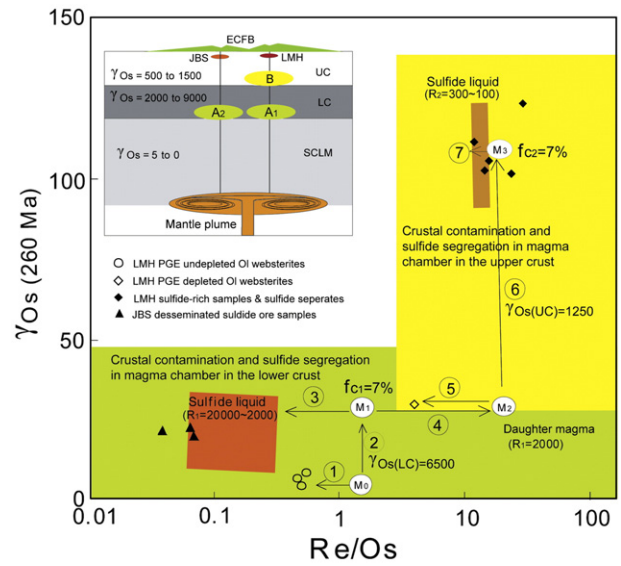 ECFB
JBS
LMH
γOs = 500 to 1500
UC
B
γOs = 2000 to 9000
LC
A2
A1
γOs = 5 to 0
SCLM
Mantle plume
LMH PGE undepleted Ol websterites
LMH PGE depleted Ol websterites
LMH sulfide-rich samples & sulfide seperates
JBS desseminated suldide ore samples
Sulfide liquid
(R2=300~100)
7
M3
fC2=7%
Crustal contamination and
sulfide segregation in magma
chamber in the upper crust
6
γOs(UC)=1250
Crustal contamination and sulfide segregation
in magma chamber in the lower crust
Sulfide liquid
(R1=20000~2000)
fC1=7%
3
M1
4
5
M2
Daughter magma
(R1=2000)
2
γOs(LC)=6500
1
M0
γOs (260 Ma)
150
100
50
0
0.01
0.1
1
10
100
Re/Os